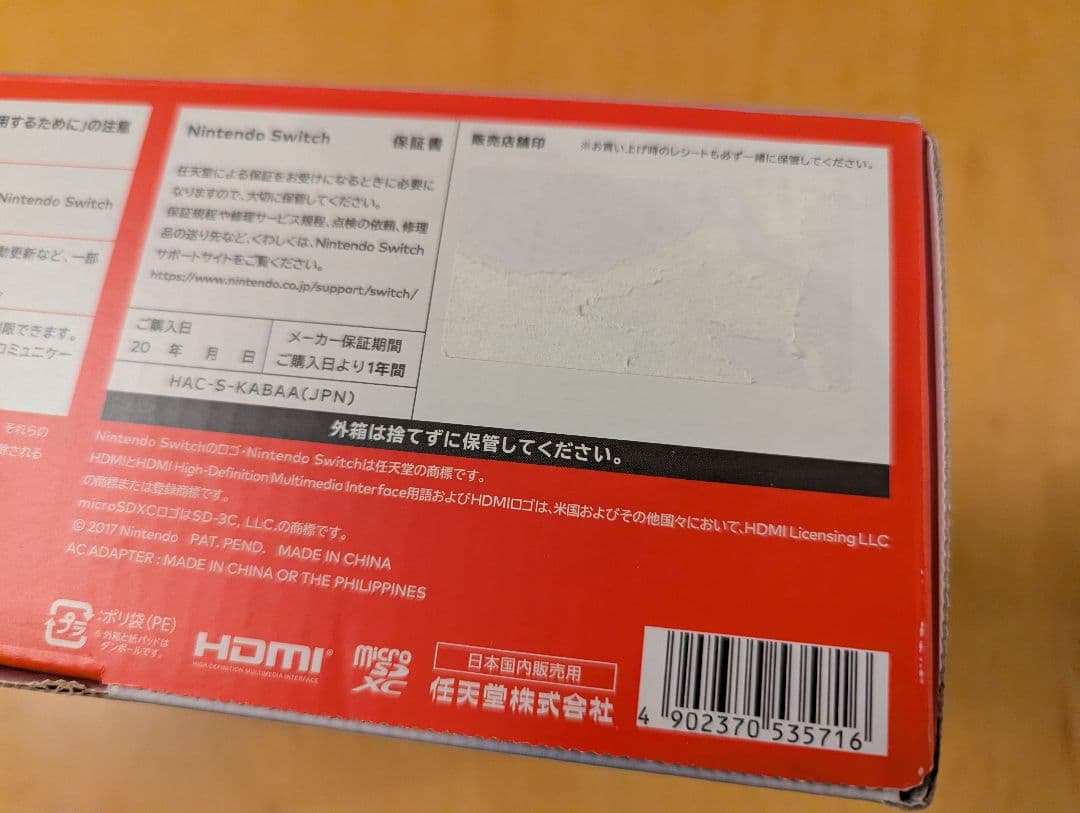 用するために」の注意
Nintendo Switch
動更新など、一部
限できます。
コミュニケー
それらの
される
Nintendo Switch 保証書
任天堂による保証をお受けになるときに必要に
なりますので、大切に保管してください。
保証規程や修理サービス規程、点検の依頼、修理
品の送り先など、くわしくは、Nintendo Switch
サポートサイトをご覧ください。
https://www.nintendo.co.jp/support/switch/
ご購入日
20 年 月 日
メーカー保証期間
ご購入日より1年間
HAC-S-KABAA(JPN)
販売店舗印 ※お買い上げ時のレシートも必ず一緒に保管してください。
外箱は捨てずに保管してください。
Nintendo Switchのロゴ・Nintendo Switchは任天堂の商標です。
HDMIとHDMI High-Definition Multimedia Interface用語およびHDMIロゴは、米国およびその他国々において、HDMI Licensing LLC
の商標または登録商標です。
microSDXCロゴはSD-3C, LLC.の商標です。
© 2017 Nintendo PAT. PEND. MADE IN CHINA
AC ADAPTER : MADE IN CHINA OR THE PHILIPPINES
プラ
:ポリ袋(PE)
※外箱と紙パッドは
ダンボールです。
HDMI®
HIGH-DEFINITION MULTIMEDIA INTERFACE
micro
SD
XC
日本国内販売用
任天堂株式会社
4 902370 535716